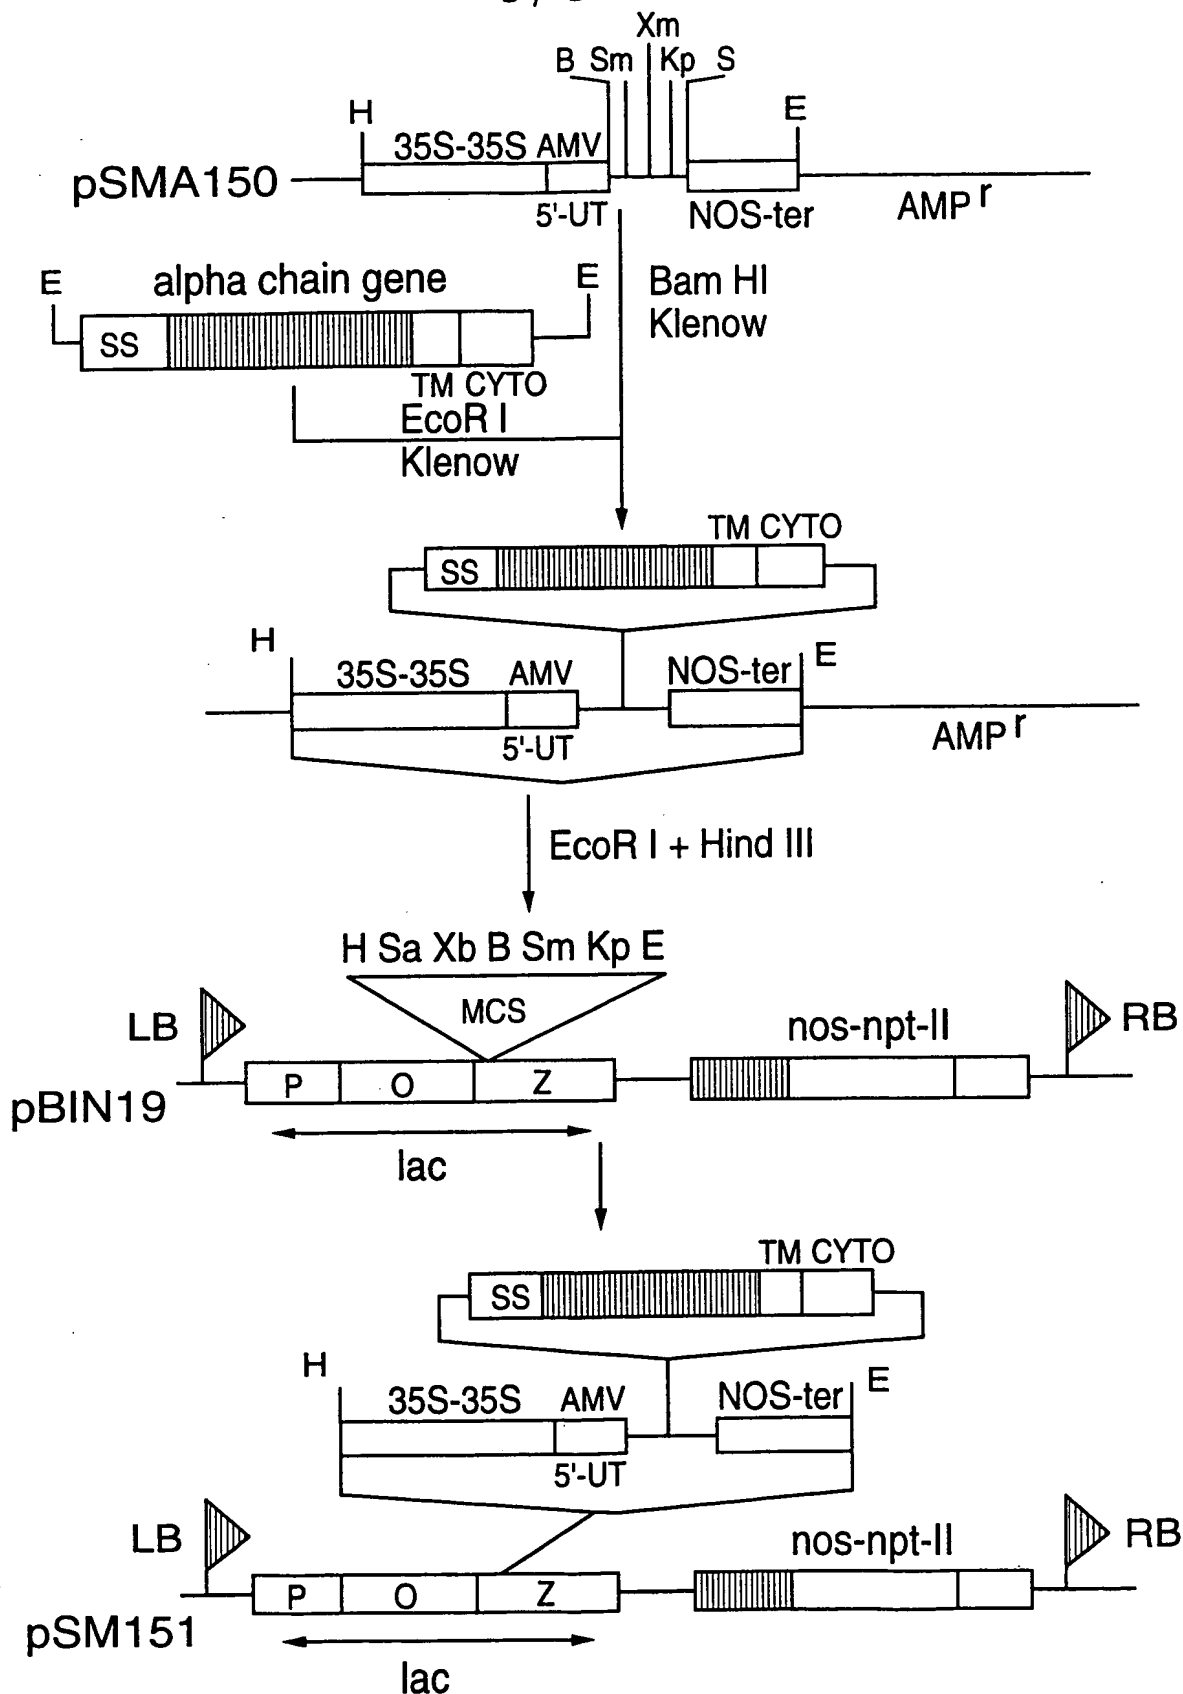 Xm
B Sm Kp S
H
E
35S-35S AMV
pSMA150
AMP r
5'-UT
NOS-ter
E
alpha chain gene
E
Bam HI
Klenow
SS
TM CYTO
EcoR I
Klenow
TM CYTO
SS
H
E
35S-35S
AMV
NOS-ter
5'-UT
AMP r
EcoR I + Hind III
H Sa Xb B Sm Kp E
MCS
LB
nos-npt-II
RB
P
O
Z
pBIN19
lac
TM CYTO
SS
H
E
35S-35S
AMV
NOS-ter
5'-UT
LB
nos-npt-II
RB
P
O
Z
pSM151
lac